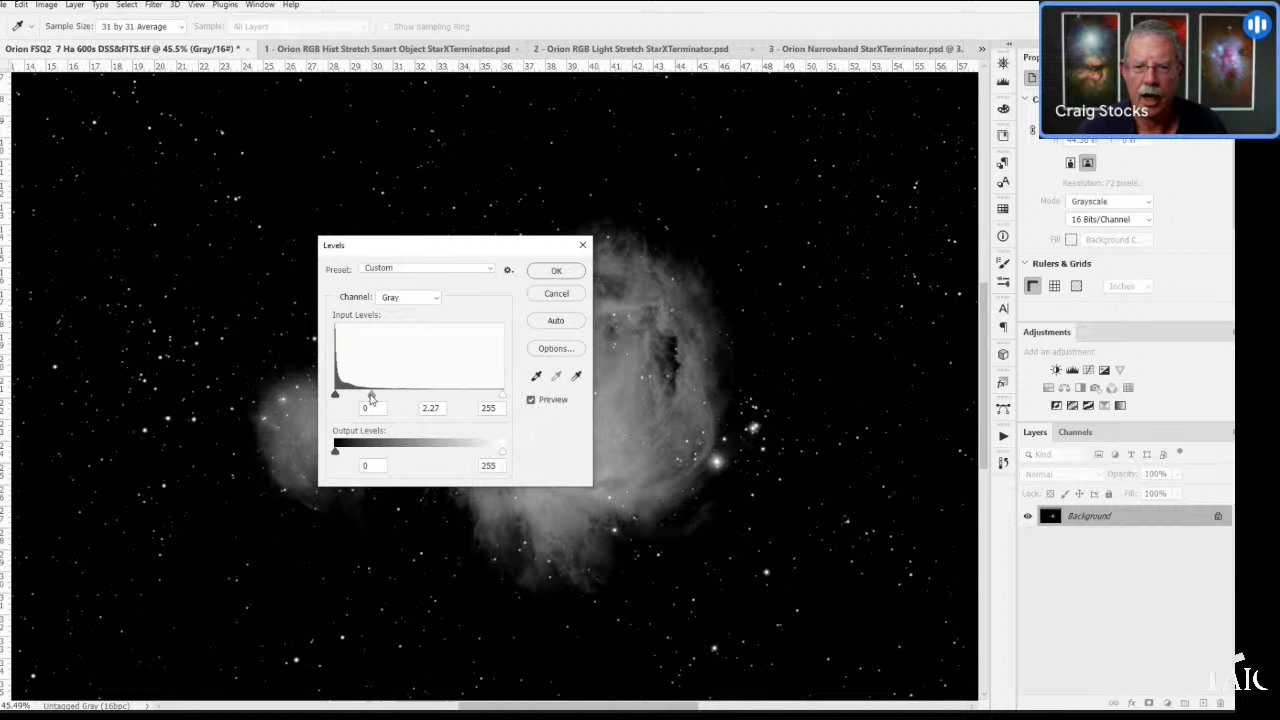 Edit Image Layer Type Select Filter 3D View Plugins Window Help
Sample Size: 31 by 31 Average Sample: All Layers Show Sampling Ring
Orion FSQ2 7 Ha 600s DSS&FITS.tif @ 45.5% (Gray/16#) * × 1 - Orion RGB Hist Stretch Smart Object StarXTerminator.psd × 2 - Orion RGB Light Stretch StarXTerminator.psd × 3 - Orion Narrowband StarXTerminator.psd @ 3. »
Craig Stocks
Resolution: 72 pixels...
Mode Grayscale
16 Bits/Channel
Fill Background C...
Rulers & Grids
Inches
Adjustments
Add an adjustment
Layers Channels
Kind
Normal Opacity: 100%
Lock: Fill: 100%
Background
Levels
Preset: Custom
OK
Channel: Gray
Cancel
Input Levels:
Auto
Options...
Preview
0 2.27 255
Output Levels:
0 255
45.49% Untagged Gray (16bpc)